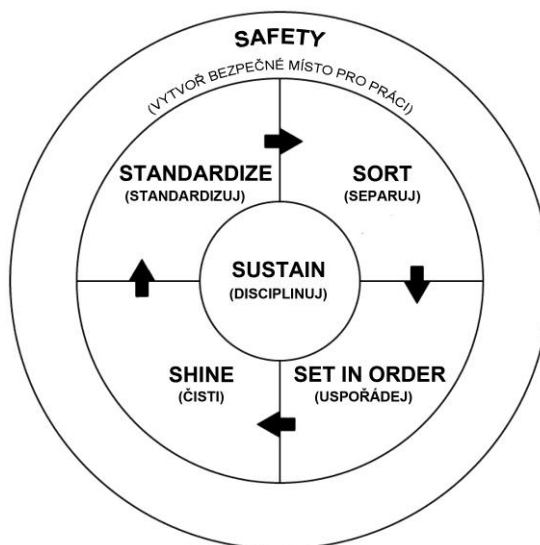 SAFETY
(VYTVOŘ BEZPEČNÉ MÍSTO PRO PRÁCI)
STANDARDIZE
(STANDARDIZUJ)
SORT
(SEPARUJ)
SUSTAIN
(DISCIPLINUJ)
SHINE
(ČISTI)
SET IN ORDER
(USPOŘÁDEJ)